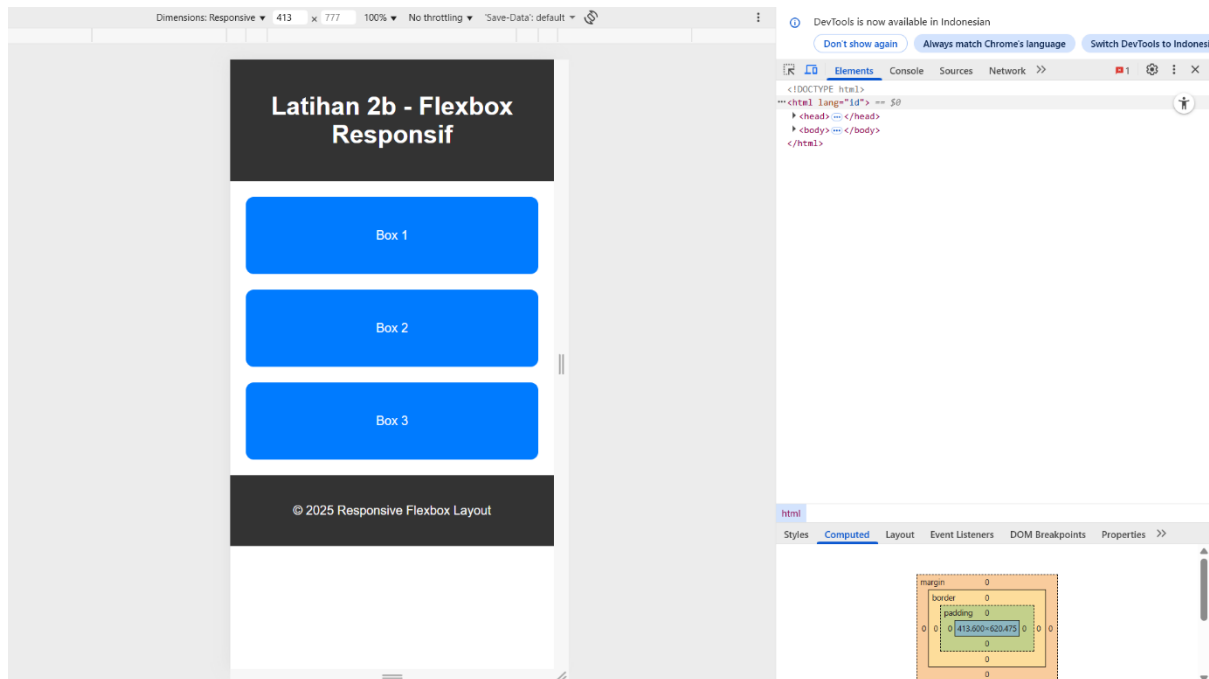 Dimensions: Responsive ▼ 413 x 777 100% ▼ No throttling ▼ 'Save-Data': default
Latihan 2b - Flexbox
Responsif
Box 1
Box 2
Box 3
© 2025 Responsive Flexbox Layout
DevTools is now available in Indonesian
Don't show again Always match Chrome's language Switch DevTools to Indonesi
Elements Console Sources Network >> 1
<!DOCTYPE html>
<html lang="id"> == $0
<head> ... </head>
<body> ... </body>
</html>
html
Styles Computed Layout Event Listeners DOM Breakpoints Properties >>
margin 0
border 0
padding 0
0 0 0 413.600×620.475 0 0 0
0
0
0